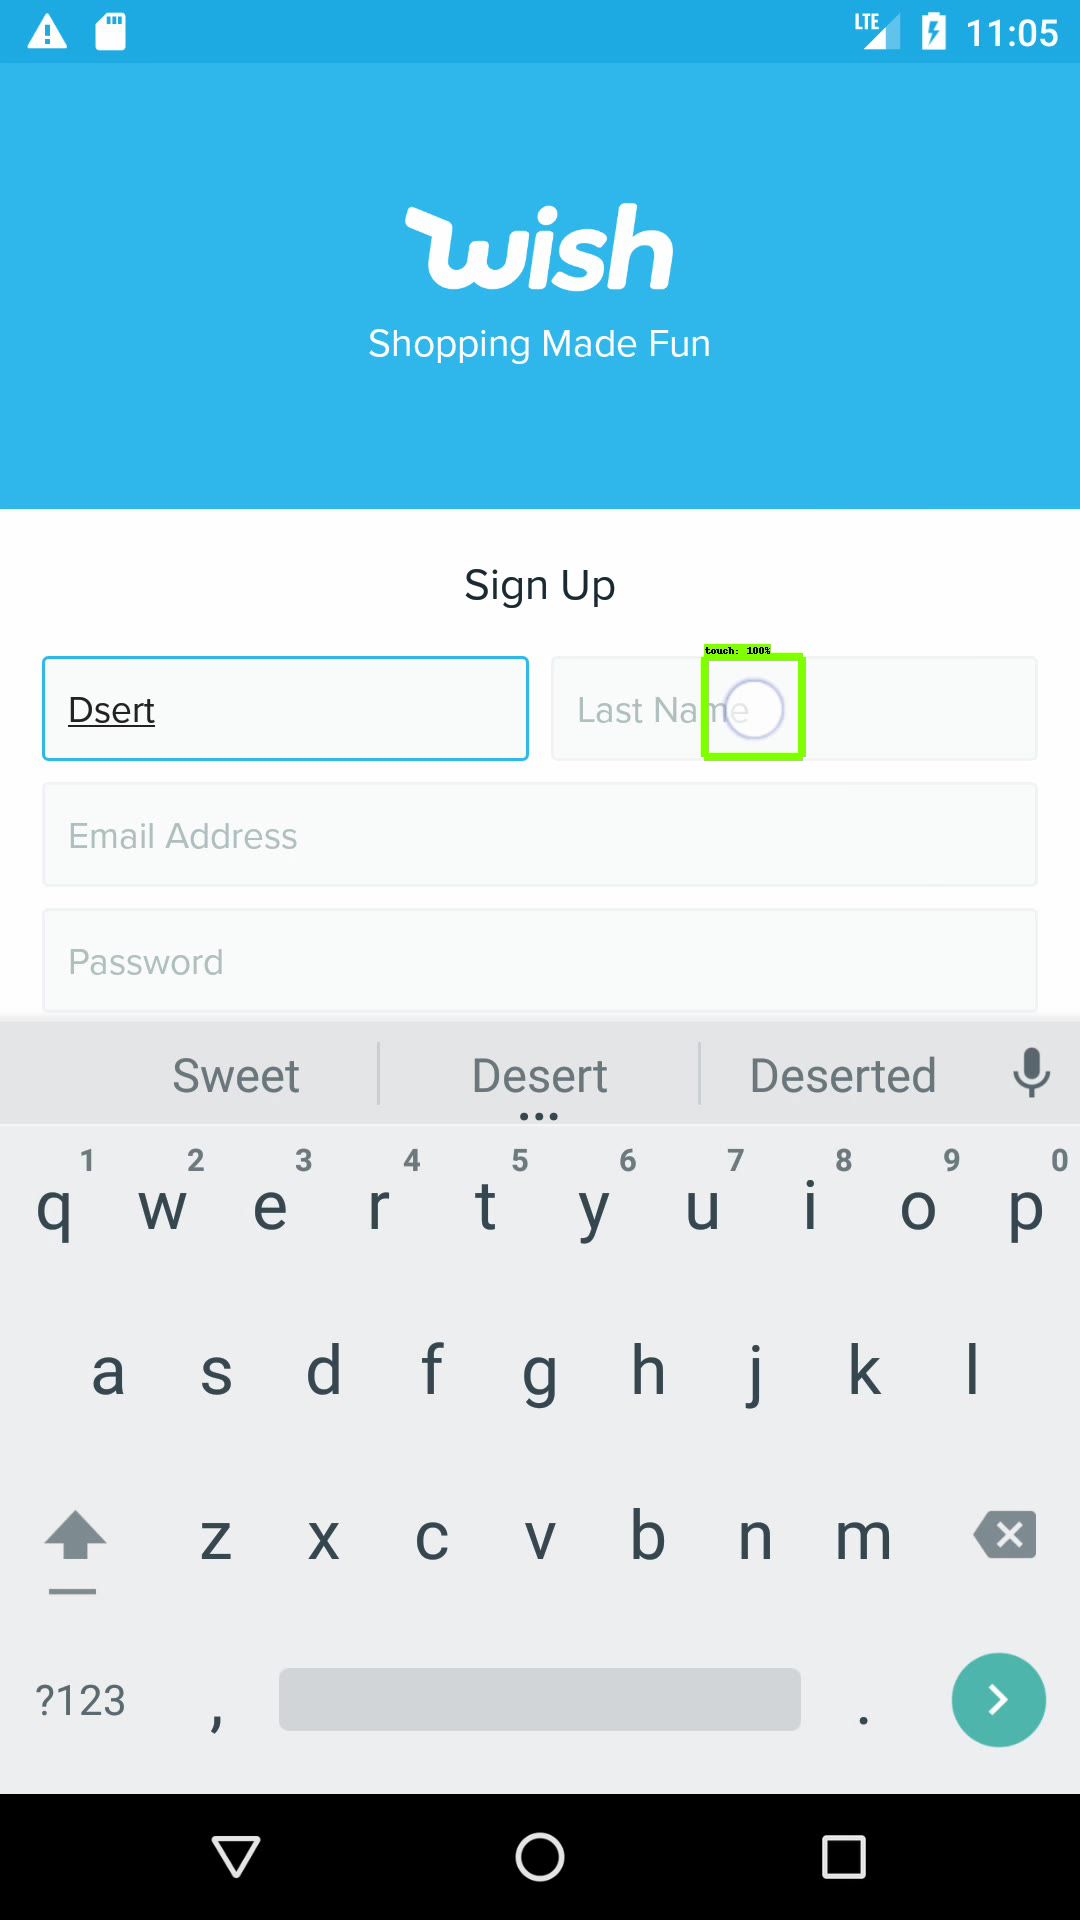 LTE 11:05
wish
Shopping Made Fun
Sign Up
touch: 100%
Dsert Last Name
Email Address
Password
Sweet Desert Deserted
1 2 3 4 5 6 7 8 9 0
q w e r t y u i o p
a s d f g h j k l
z x c v b n m
?123 , .